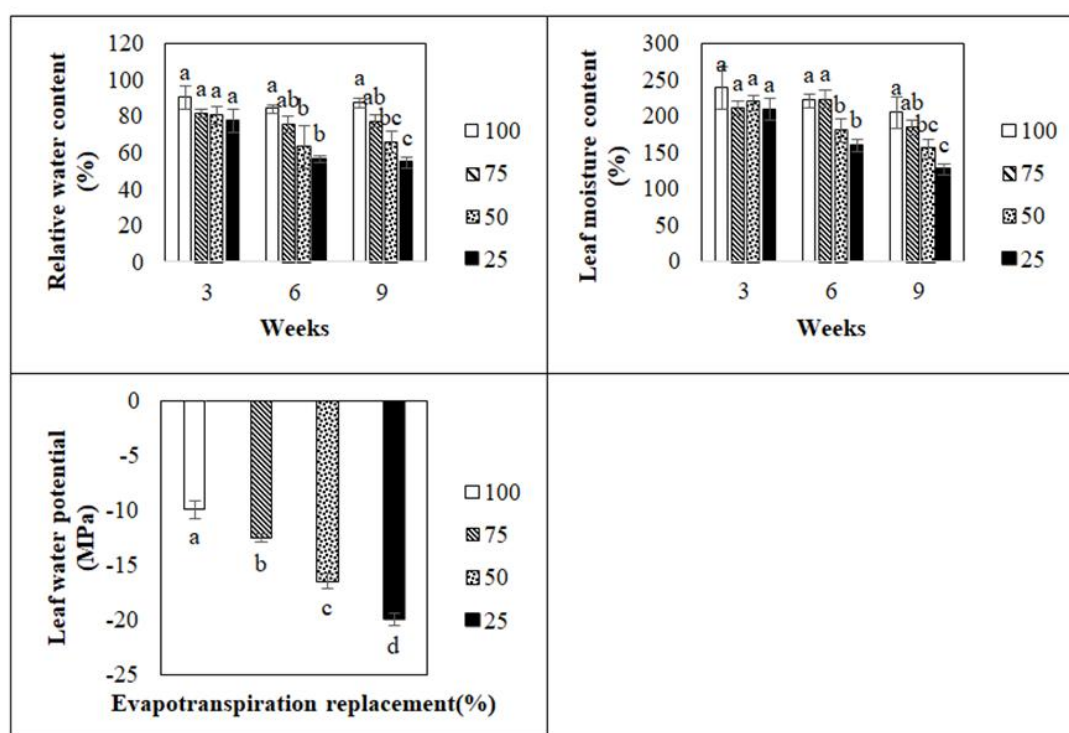 120
100
80
60
40
20
0
Relative water content
(%)
a
a a a
a
ab
b
b
a
ab
bc
c
3 6 9
Weeks
100
75
50
25
300
250
200
150
100
50
0
Leaf moisture content
(%)
a
a a a
a a
b
b
a
ab
bc
c
3 6 9
Weeks
100
75
50
25
0
-5
-10
-15
-20
-25
Leaf water potential
(MPa)
a
b
c
d
Evapotranspiration replacement(%)
100
75
50
25